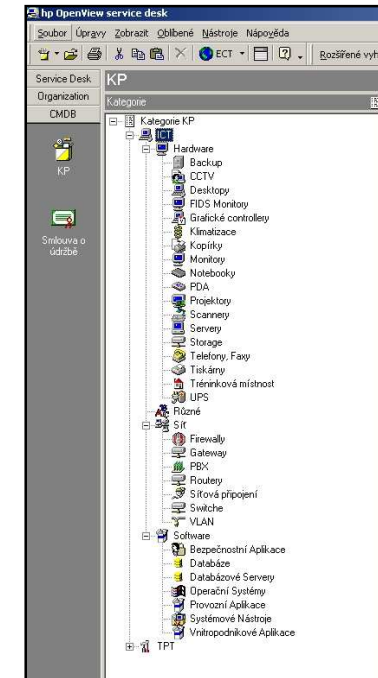 hp OpenView service desk
Soubor Úpravy Zobrazit Oblíbené Nástroje Nápověda
ECT Rozšířené vyh
Service Desk
Organization
CMDB
KP
Smlouva o
údržbě
KP
Kategorie
Kategorie KP
ICT
Hardware
Backup
CCTV
Desktopy
FIDS Monitory
Grafické controllery
Klimatizace
Kopírky
Monitory
Notebooky
PDA
Projektory
Scannery
Servery
Storage
Telefony, Faxy
Tiskárny
Tréninková místnost
UPS
Různé
Síť
Firewally
Gateway
PBX
Routery
Síťová připojení
Switche
VLAN
Software
Bezpečnostní Aplikace
Databáze
Databázové Servery
Operační Systémy
Provozní Aplikace
Systémové Nástroje
Vnitropodnikové Aplikace
TPT